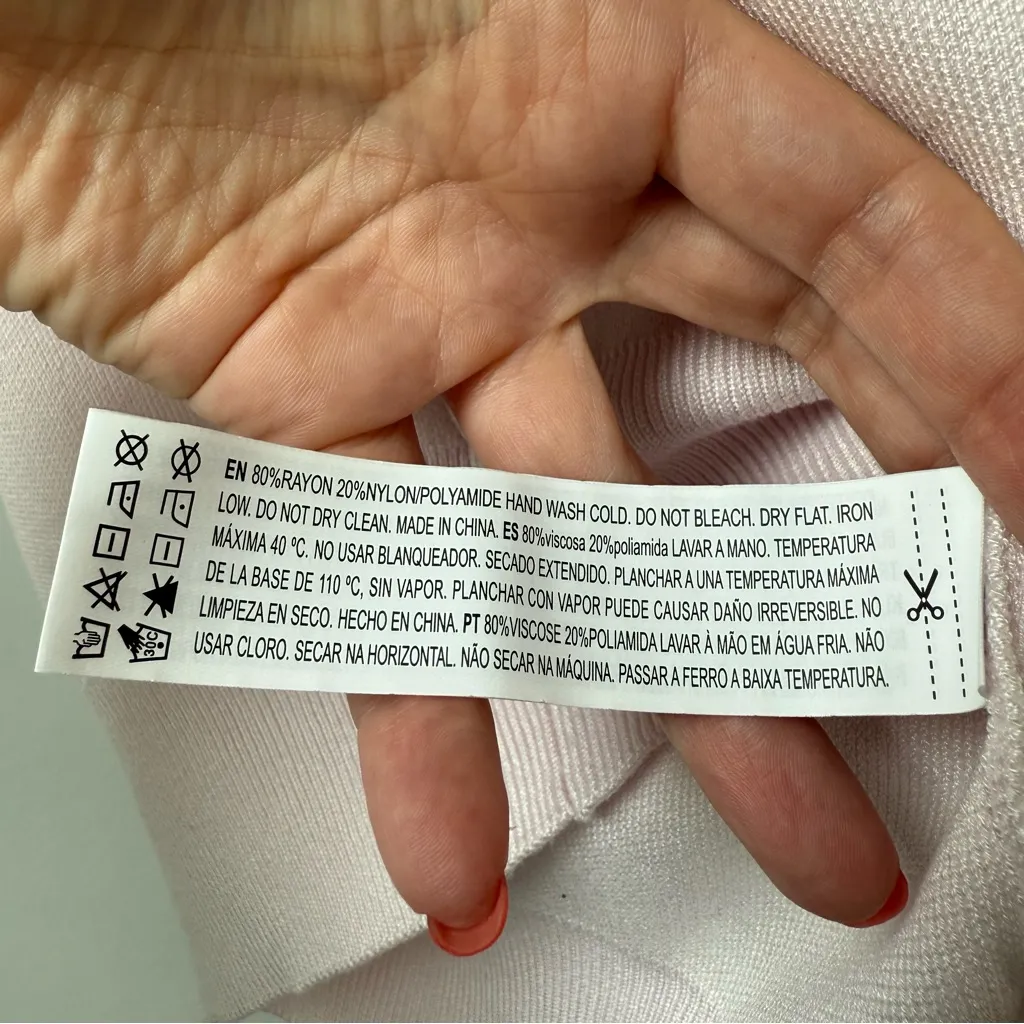 EN 80%RAYON 20%NYLON/POLYAMIDE HAND WASH COLD. DO NOT BLEACH. DRY FLAT. IRON
LOW. DO NOT DRY CLEAN. MADE IN CHINA. ES 80%viscosa 20%poliamida LAVAR A MANO. TEMPERATURA
MÁXIMA 40 ºC. NO USAR BLANQUEADOR. SECADO EXTENDIDO. PLANCHAR A UNA TEMPERATURA MÁXIMA
DE LA BASE DE 110 ºC, SIN VAPOR. PLANCHAR CON VAPOR PUEDE CAUSAR DAÑO IRREVERSIBLE. NO
LIMPIEZA EN SECO. HECHO EN CHINA. PT 80%VISCOSE 20%POLIAMIDA LAVAR À MÃO EM ÁGUA FRIA. NÃO
USAR CLORO. SECAR NA HORIZONTAL. NÃO SECAR NA MÁQUINA. PASSAR A FERRO A BAIXA TEMPERATURA.
30C